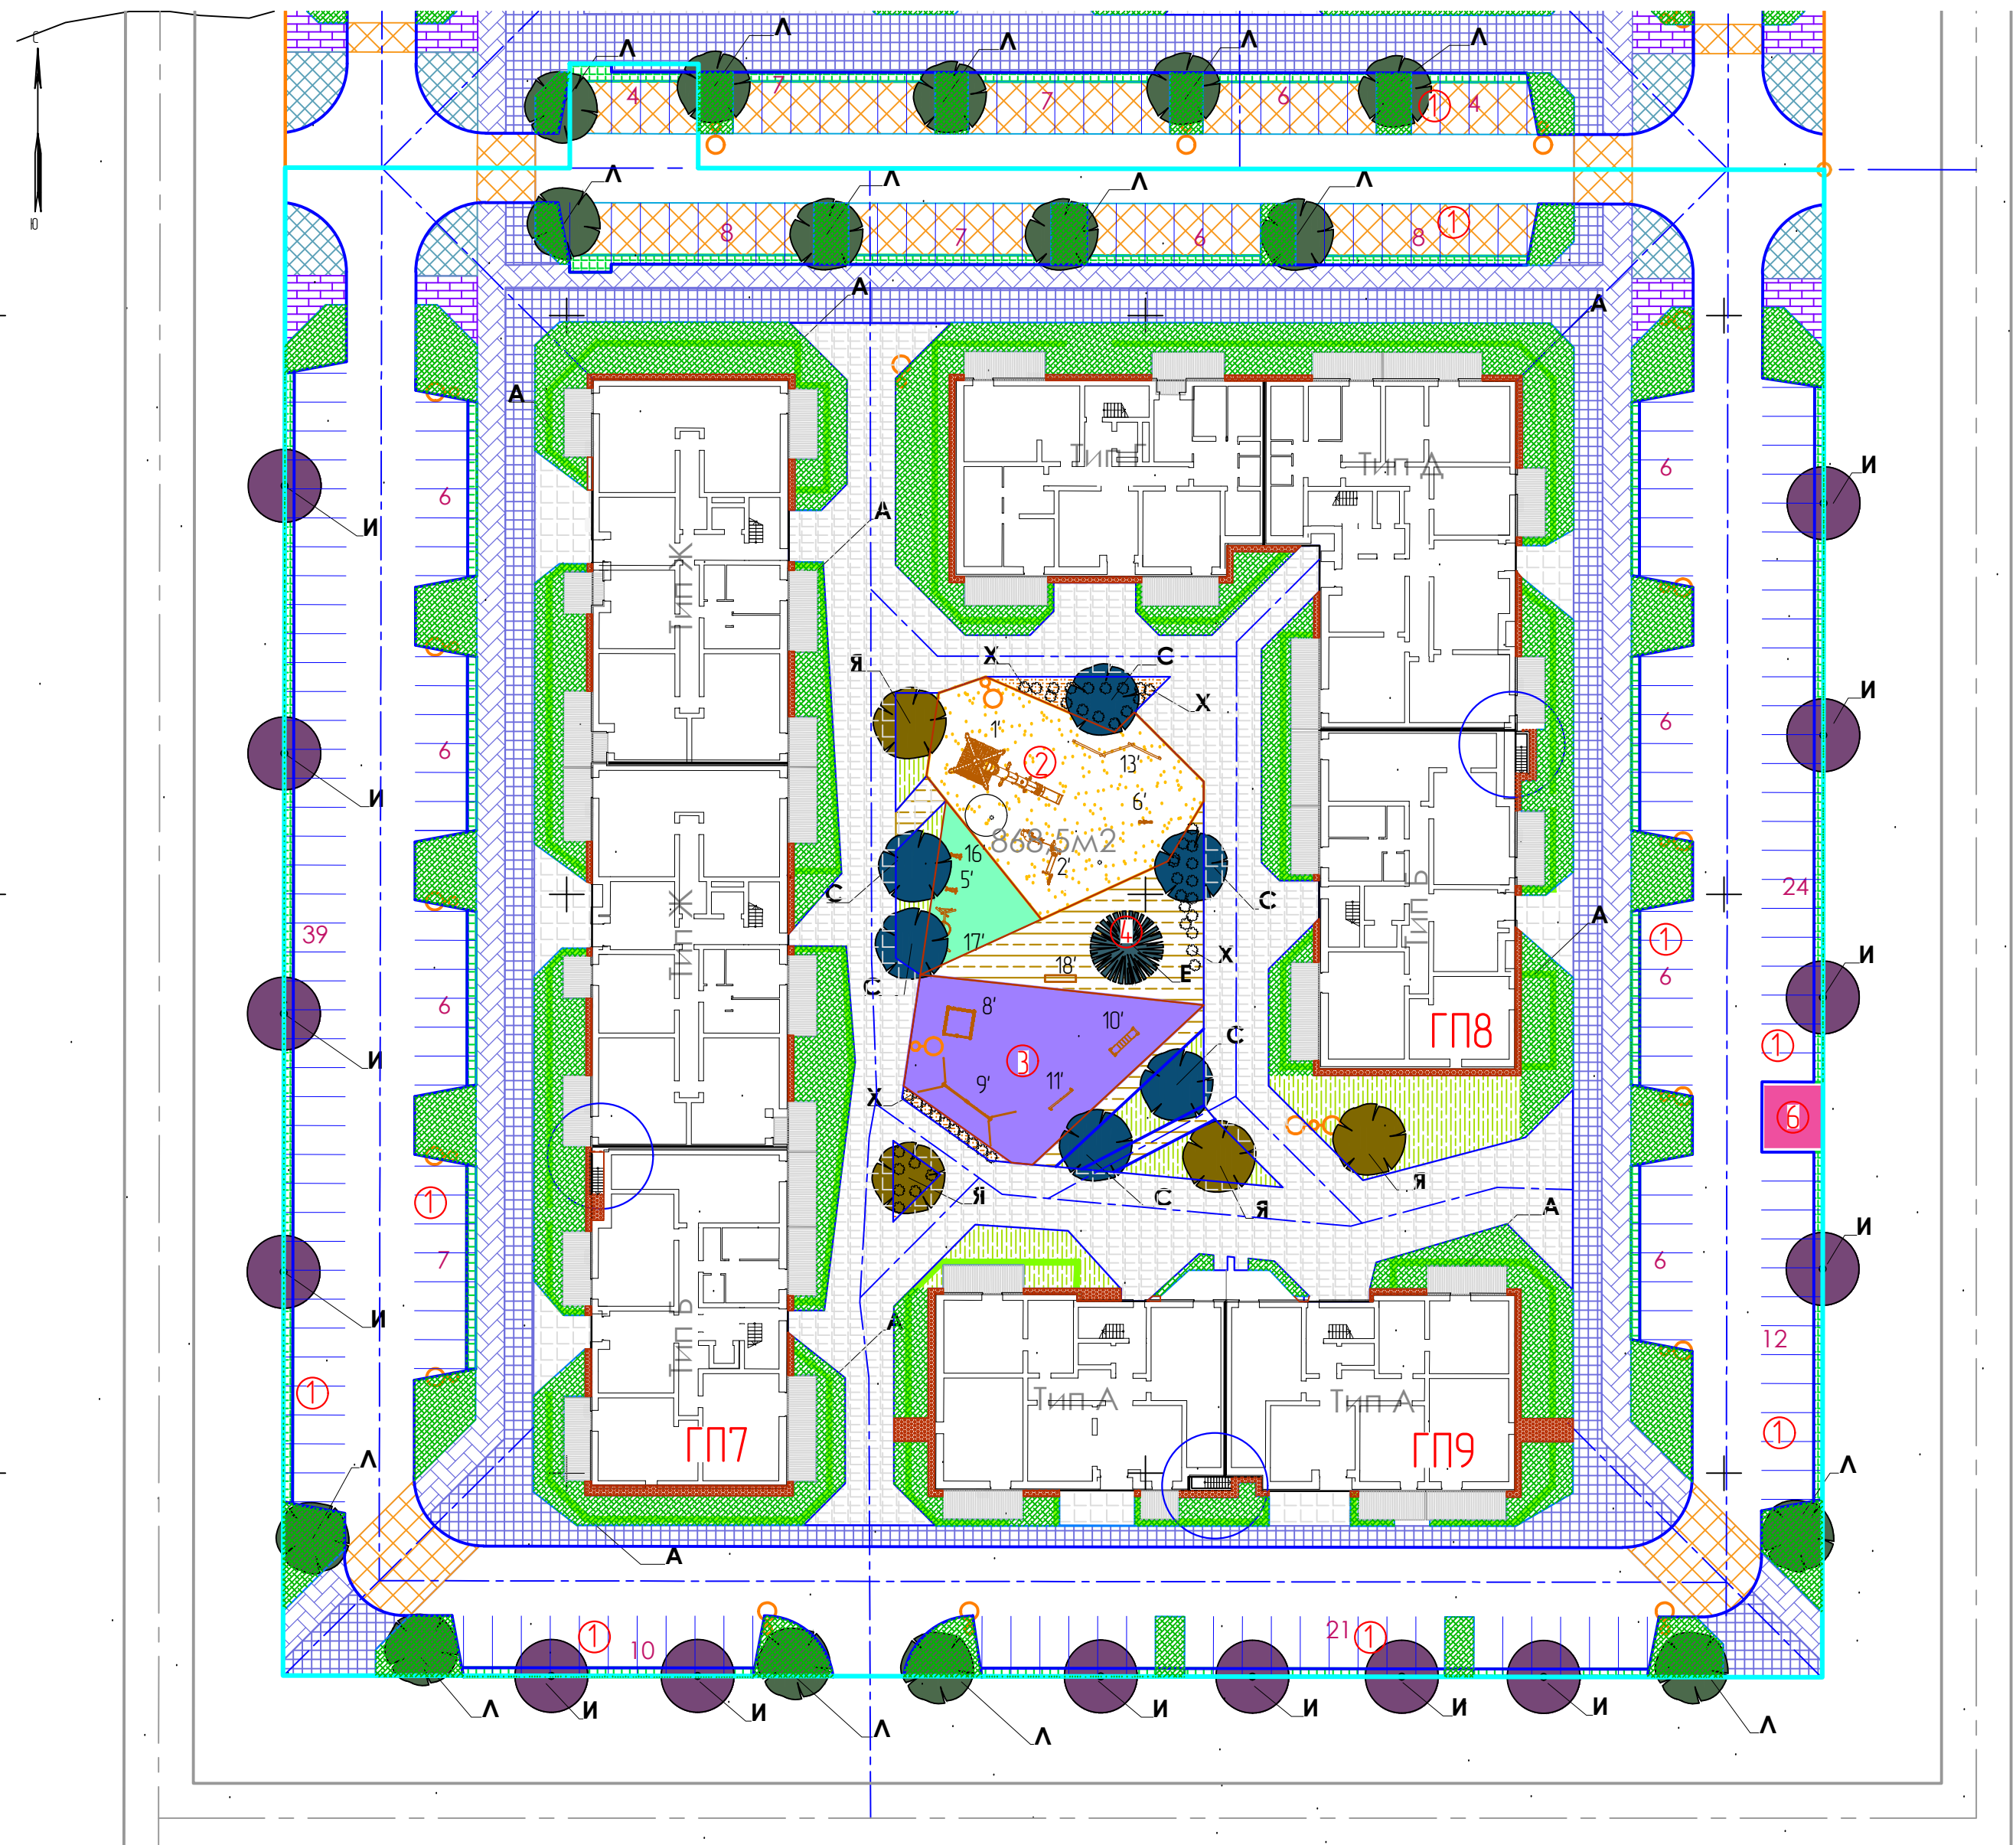 С
Ю
Л
Л
Л
Л
Л
4
7
7
6
1
4
Л
Л
Л
Л
8
7
6
8
1
А
А
А
Тип Г
Тип Д
6
6
И
И
А
Тип Ж
Я
Х
С
Х
И
6
6
1'
2
13'
6'
И
868,5м2
16'
5'
2'
С
С
24
39
Тип Ж
Тип Б
А
1
4
17'
18'
Х
Е
И
6
6
С
8'
10'
ГП8
1
С
3
И
9'
11'
Х
6
1
Я
С
Я
Я
А
И
7
6
И
Тип Б
А
12
1
Тип А
Тип А
ГП7
ГП9
1
Л
Л
А
1
10
21
1
Л
И
И
Л
Л
И
И
И
И
Л